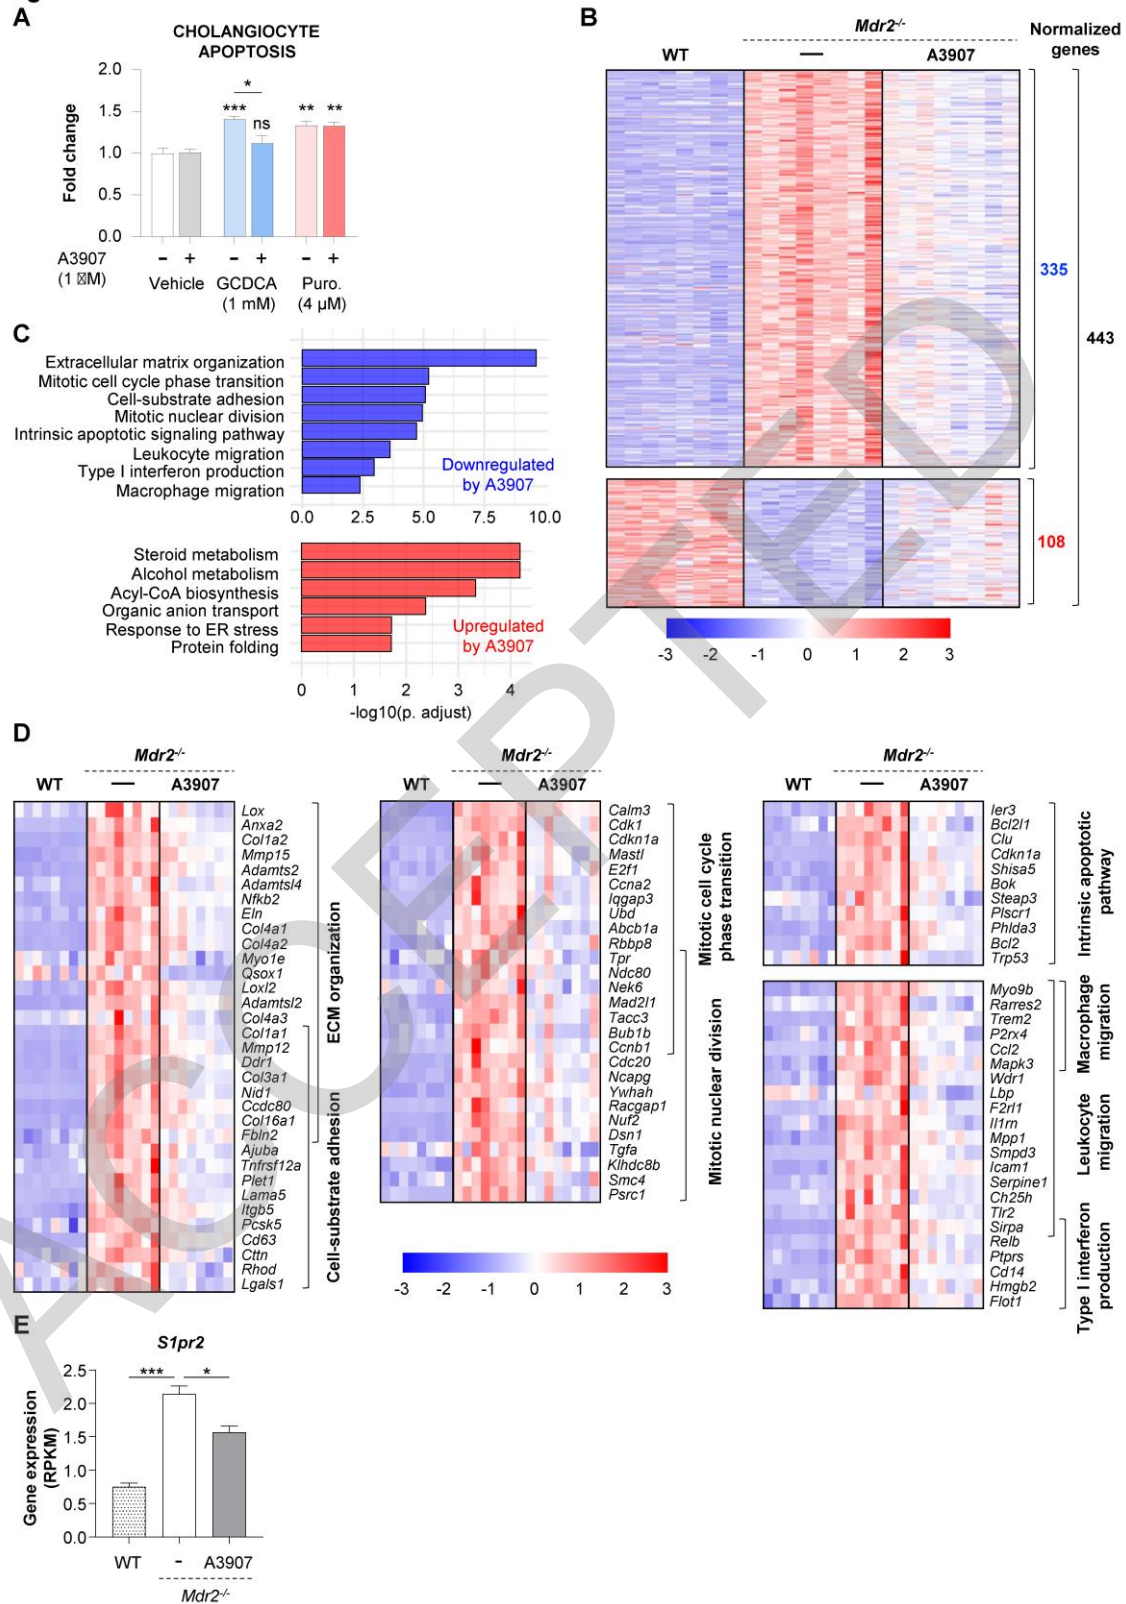 A
CHOLANGIOCYTE
APOPTOSIS
Fold change
2.0
1.5
1.0
0.5
0.0
*
***
ns
**
**
A3907
(1 M)
-
+
-
+
-
+
Vehicle
GCDCA
(1 mM)
Puro.
(4 µM)
B
Mdr2-/-
WT
—
A3907
Normalized
genes
335
443
108
-3
-2
-1
0
1
2
3
C
Extracellular matrix organization
Mitotic cell cycle phase transition
Cell-substrate adhesion
Mitotic nuclear division
Intrinsic apoptotic signaling pathway
Leukocyte migration
Type I interferon production
Macrophage migration
Downregulated
by A3907
0.0
2.5
5.0
7.5
10.0
Steroid metabolism
Alcohol metabolism
Acyl-CoA biosynthesis
Organic anion transport
Response to ER stress
Protein folding
Upregulated
by A3907
0
1
2
3
4
-log10(p. adjust)
D
Mdr2-/-
WT
—
A3907
Lox
Anxa2
Col1a2
Mmp15
Adamts2
Adamtsl4
Nfkb2
Eln
Col4a1
Col4a2
Myo1e
Qsox1
Loxl2
Adamtsl2
Col4a3
Col1a1
Mmp12
Ddr1
Col3a1
Nid1
Ccdc80
Col16a1
Fbln2
Ajuba
Tnfrsf12a
Plet1
Lama5
Itgb5
Pcsk5
Cd63
Cttn
Rhod
Lgals1
ECM organization
Cell-substrate adhesion
Mdr2-/-
WT
—
A3907
Calm3
Cdk1
Cdkn1a
Mastl
E2f1
Ccna2
Iqgap3
Ubd
Abcb1a
Rbbp8
Tpr
Ndc80
Nek6
Mad2l1
Tacc3
Bub1b
Ccnb1
Cdc20
Ncapg
Ywhah
Racgap1
Nuf2
Dsn1
Tgfa
Klhdc8b
Smc4
Psrc1
Mitotic cell cycle
phase transition
Mitotic nuclear division
-3
-2
-1
0
1
2
3
Mdr2-/-
WT
—
A3907
Ier3
Bcl2l1
Clu
Cdkn1a
Shisa5
Bok
Steap3
Plscr1
Phlda3
Bcl2
Trp53
Intrinsic apoptotic
pathway
Myo9b
Rarres2
Trem2
P2rx4
Ccl2
Mapk3
Wdr1
Lbp
F2rl1
Il1rn
Mpp1
Smpd3
Icam1
Serpine1
Ch25h
Tlr2
Sirpa
Relb
Ptprs
Cd14
Hmgb2
Flot1
Macrophage
migration
Leukocyte
migration
Type I interferon
production
E
S1pr2
Gene expression
(RPKM)
2.5
2.0
1.5
1.0
0.5
0.0
***
*
WT
-
A3907
Mdr2-/-
ACCEPTED